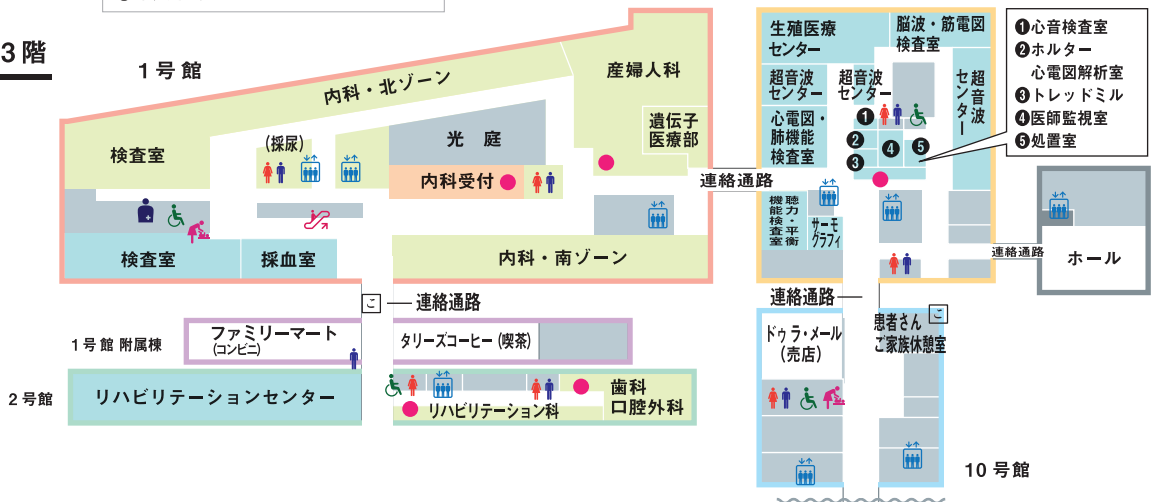 3階
1号館
内科・北ゾーン
産婦人科
遺伝子
医療部
検査室
(採尿)
光 庭
内科受付
検査室
採血室
内科・南ゾーン
連絡通路
こ
連絡通路
1号館 附属棟
ファミリーマート
(コンビニ)
タリーズコーヒー (喫茶)
2号館
リハビリテーションセンター
リハビリテーション科
歯科
口腔外科
生殖医療
センター
脳波・筋電図
検査室
超音波
センター
超音波
センター
超音波
センター
心電図・
肺機能
検査室
❶
❷
❸
❹
❺
❶心音検査室
❷ホルター
心電図解析室
❸トレッドミル
❹医師監視室
❺処置室
聴力・平衡
機能検査室
サーモ
グラフィ
連絡通路
ホール
連絡通路
ドゥラ・メール
(売店)
こ
患者さん
ご家族休憩室
10号館